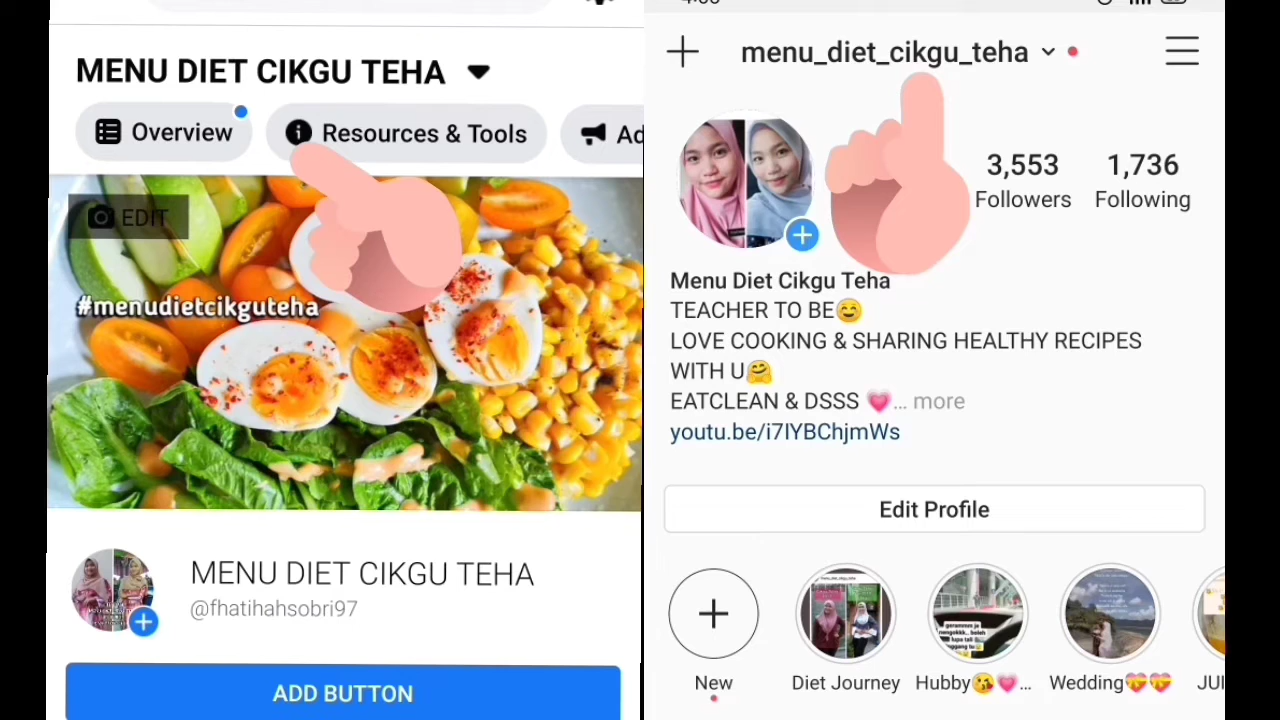 MENU DIET CIKGU TEHA
Overview
Resources & Tools
Ad
EDIT
#menudietcikguteha
MENU DIET CIKGU TEHA
@fhatihahsobri97
ADD BUTTON
menu_diet_cikgu_teha
3,553
Followers
1,736
Following
Menu Diet Cikgu Teha
TEACHER TO BE😊
LOVE COOKING & SHARING HEALTHY RECIPES
WITH U🤗
EATCLEAN & DSSS 💗... more
youtu.be/i7IYBChjmWs
Edit Profile
New
Diet Journey
Hubby😘💗...
Wedding💝💝